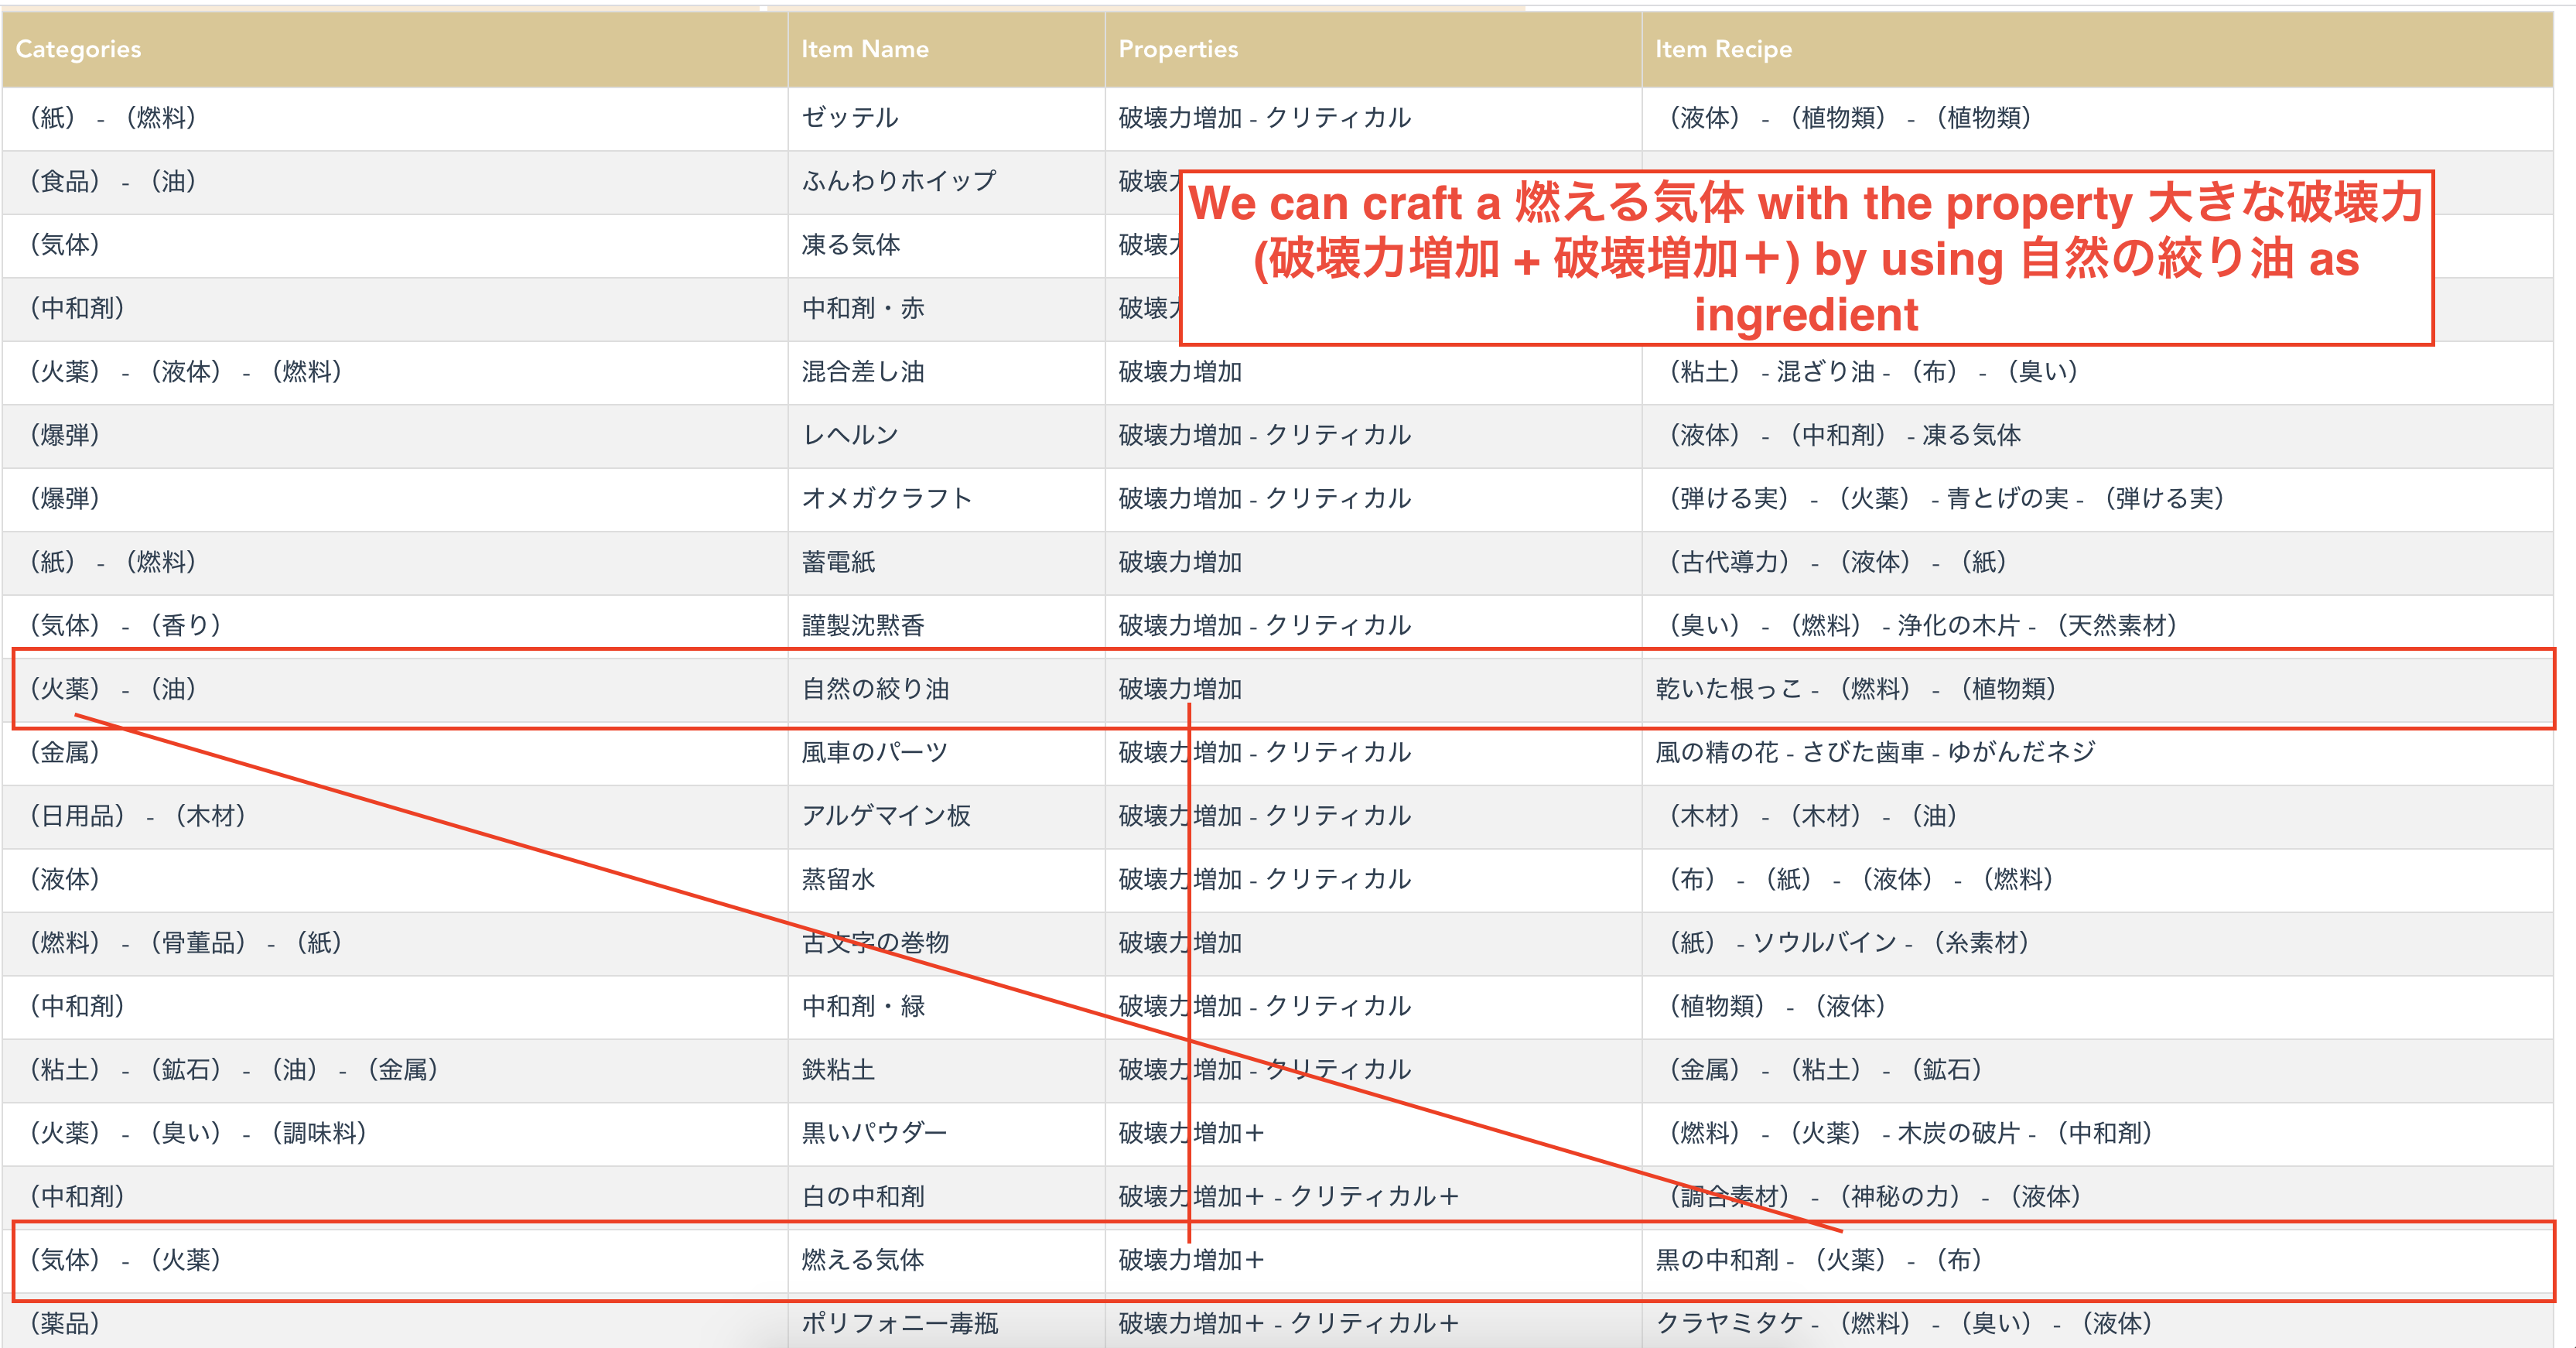 Categories Item Name Properties Item Recipe
（紙） - （燃料） ゼッテル 破壊力増加 - クリティカル （液体） - （植物類） - （植物類）
（食品） - （油） ふんわりホイップ 破壊
We can craft a 燃える気体 with the property 大きな破壊力
（気体） 凍る気体 破壊
(破壊力増加 + 破壊増加＋) by using 自然の絞り油 as
（中和剤） 中和剤・赤 破壊
ingredient
（火薬） - （液体） - （燃料） 混合差し油 破壊力増加 （粘土） - 混ざり油 - （布） - （臭い）
（爆弾） レヘルン 破壊力増加 - クリティカル （液体） - （中和剤） - 凍る気体
（爆弾） オメガクラフト 破壊力増加 - クリティカル （弾ける実） - （火薬） - 青とげの実 - （弾ける実）
（紙） - （燃料） 蓄電紙 破壊力増加 （古代導力） - （液体） - （紙）
（気体） - （香り） 謹製沈黙香 破壊力増加 - クリティカル （臭い） - （燃料） - 浄化の木片 - （天然素材）
（火薬） - （油） 自然の絞り油 破壊力増加 乾いた根っこ - （燃料） - （植物類）
（金属） 風車のパーツ 破壊力増加 - クリティカル 風の精の花 - さびた歯車 - ゆがんだネジ
（日用品） - （木材） アルゲマイン板 破壊力増加 - クリティカル （木材） - （木材） - （油）
（液体） 蒸留水 破壊力増加 - クリティカル （布） - （紙） - （液体） - （燃料）
（燃料） - （骨董品） - （紙） 古文字の巻物 破壊力増加 （紙） - ソウルバイン - （糸素材）
（中和剤） 中和剤・緑 破壊力増加 - クリティカル （植物類） - （液体）
（粘土） - （鉱石） - （油） - （金属） 鉄粘土 破壊力増加 - クリティカル （金属） - （粘土） - （鉱石）
（火薬） - （臭い） - （調味料） 黒いパウダー 破壊力増加＋ （燃料） - （火薬） - 木炭の破片 - （中和剤）
（中和剤） 白の中和剤 破壊力増加＋ - クリティカル＋ （調合素材） - （神秘の力） - （液体）
（気体） - （火薬） 燃える気体 破壊力増加＋ 黒の中和剤 - （火薬） - （布）
（薬品） ポリフォニー毒瓶 破壊力増加＋ - クリティカル＋ クラヤミタケ - （燃料） - （臭い） - （液体）